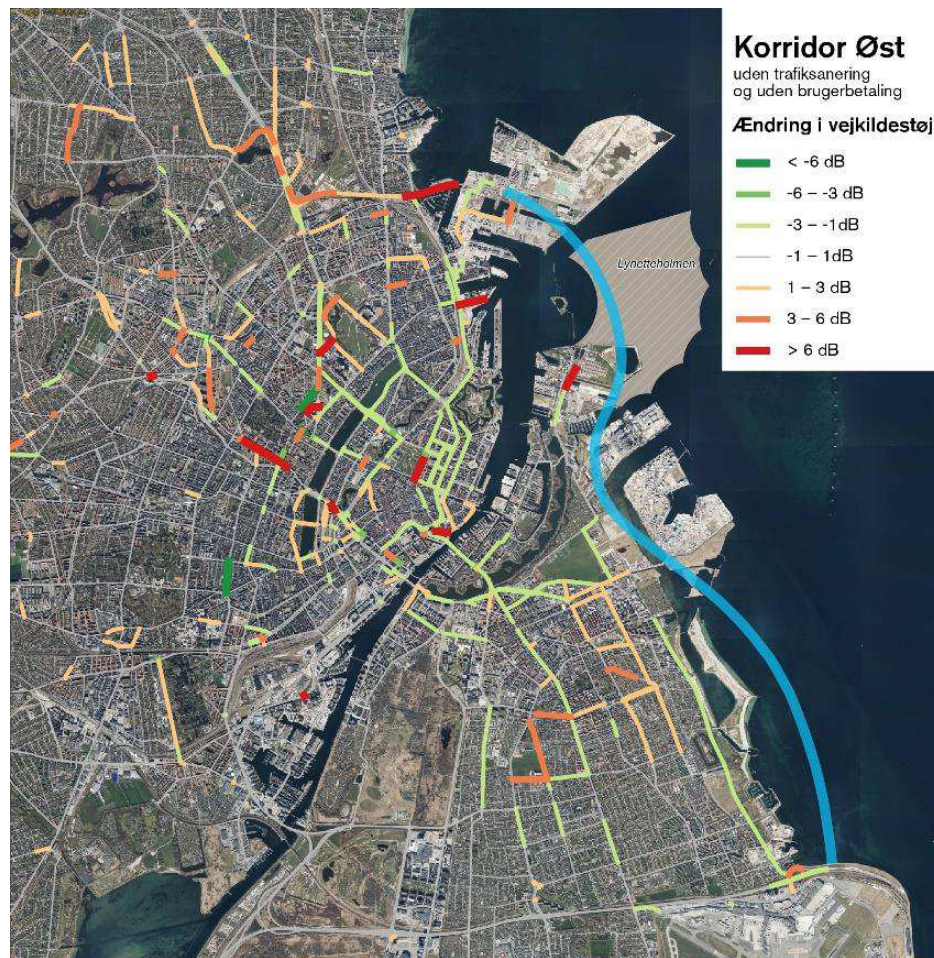 Korridor Øst
uden trafiksanering
og uden brugerbetaling
Ændring i vejkildestøj
< -6 dB
-6 – -3 dB
-3 – -1dB
-1 – 1dB
1 – 3 dB
3 – 6 dB
> 6 dB
Lynetteholmen